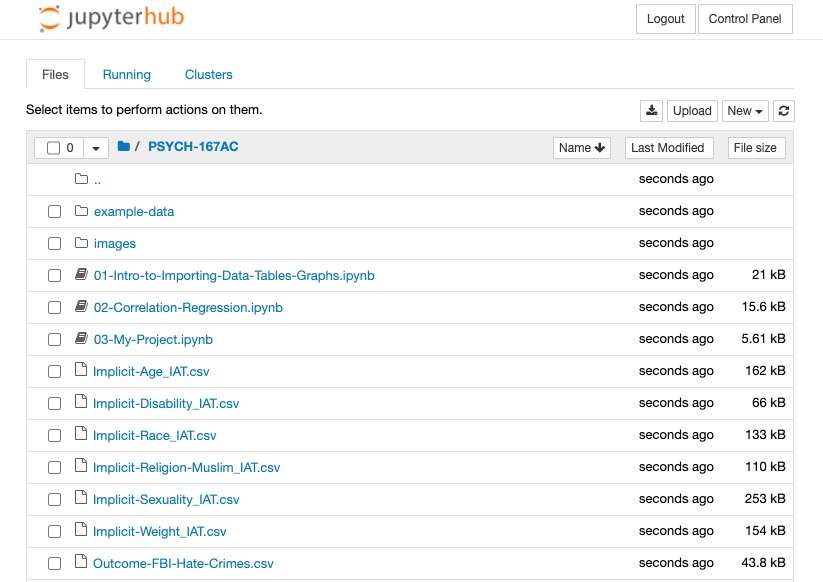 jupyterhub Logout Control Panel
Files Running Clusters
Select items to perform actions on them. Upload New
0 / PSYCH-167AC Name Last Modified File size
.. seconds ago
example-data seconds ago
images seconds ago
01-Intro-to-Importing-Data-Tables-Graphs.ipynb seconds ago 21 kB
02-Correlation-Regression.ipynb seconds ago 15.6 kB
03-My-Project.ipynb seconds ago 5.61 kB
Implicit-Age_IAT.csv seconds ago 162 kB
Implicit-Disability_IAT.csv seconds ago 66 kB
Implicit-Race_IAT.csv seconds ago 133 kB
Implicit-Religion-Muslim_IAT.csv seconds ago 110 kB
Implicit-Sexuality_IAT.csv seconds ago 253 kB
Implicit-Weight_IAT.csv seconds ago 154 kB
Outcome-FBI-Hate-Crimes.csv seconds ago 43.8 kB